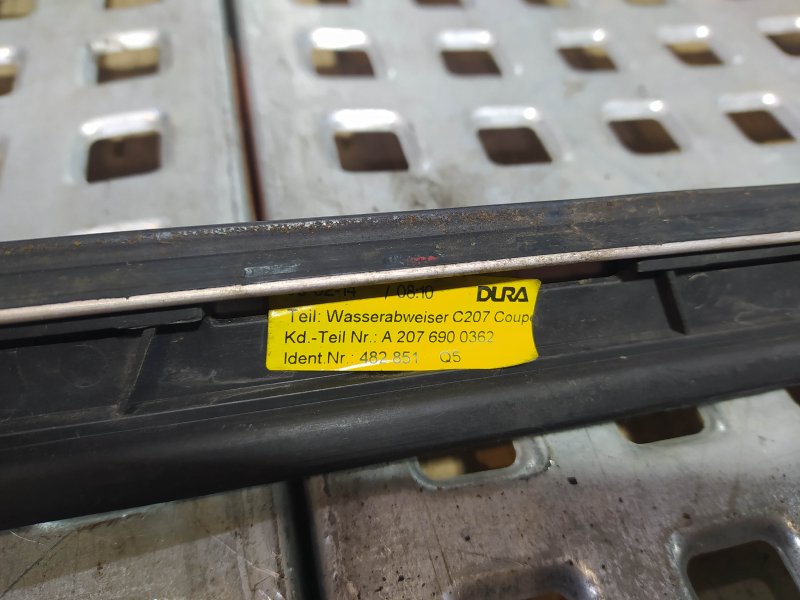 / 08:10 DURA
Teil: Wasserabweiser C207 Coupe
Kd.-Teil Nr.: A 207 690 0362
Ident.Nr.: 482 851 Q5